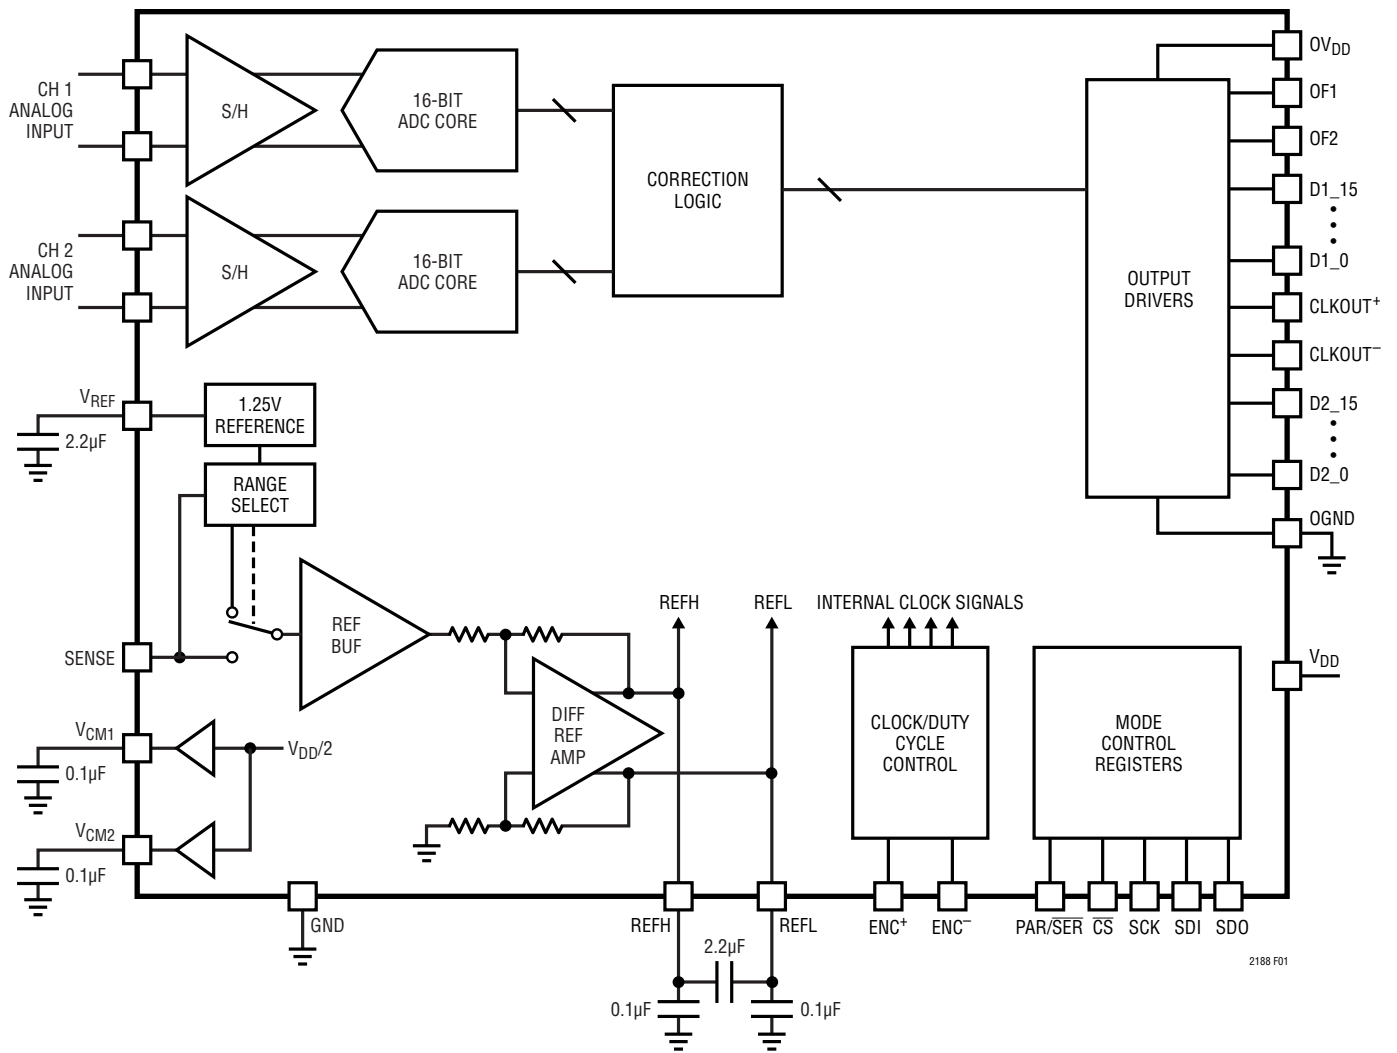 CH 1
ANALOG
INPUT
S/H
16-BIT
ADC CORE
CORRECTION
LOGIC
CH 2
ANALOG
INPUT
S/H
16-BIT
ADC CORE
OUTPUT
DRIVERS
OVDD
OF1
OF2
D1_15
D1_0
CLKOUT+
CLKOUT–
D2_15
D2_0
OGND
VDD
VREF
2.2µF
1.25V
REFERENCE
RANGE
SELECT
SENSE
REF
BUF
DIFF
REF
AMP
REFH
REFL
INTERNAL CLOCK SIGNALS
CLOCK/DUTY
CYCLE
CONTROL
MODE
CONTROL
REGISTERS
VCM1
0.1µF
VDD/2
VCM2
0.1µF
GND
REFH
REFL
2.2µF
0.1µF
0.1µF
ENC+
ENC–
PAR/SER
CS
SCK
SDI
SDO
2188 F01